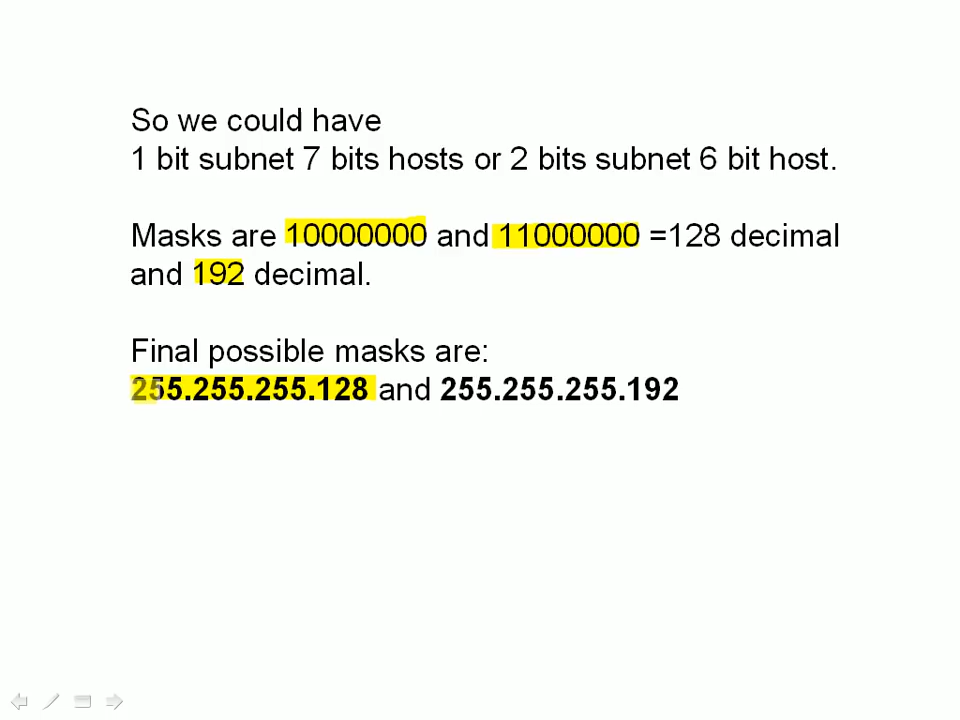 So we could have
1 bit subnet 7 bits hosts or 2 bits subnet 6 bit host.
Masks are 10000000 and 11000000 =128 decimal
and 192 decimal.
Final possible masks are:
255.255.255.128 and 255.255.255.192